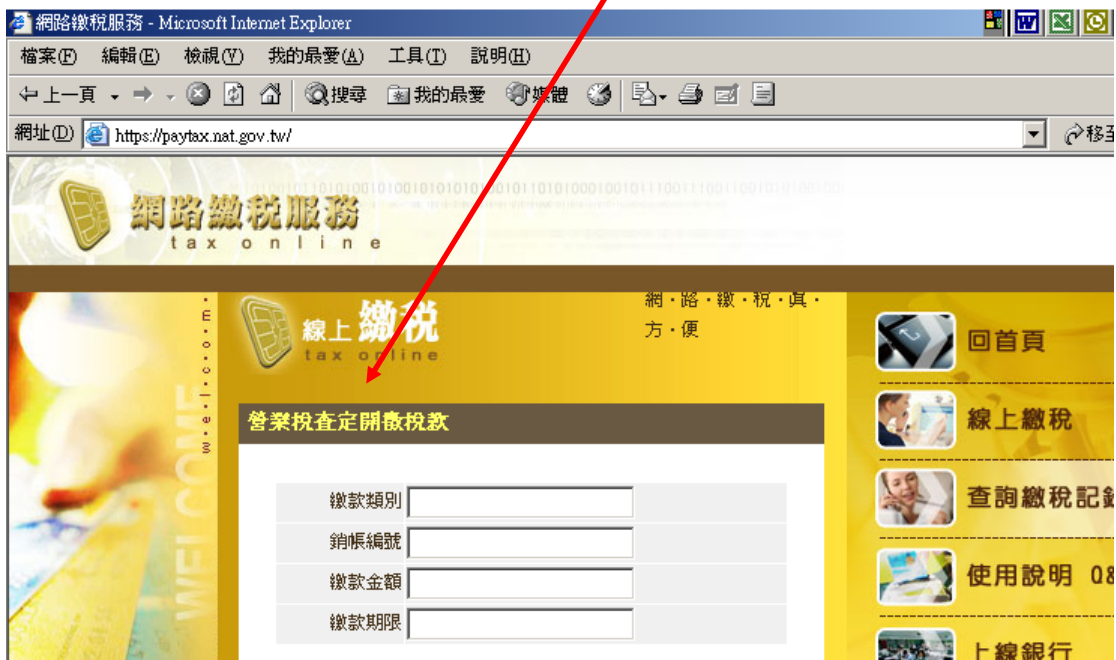 網路繳稅服務 - Microsoft Internet Explorer
檔案(F) 編輯(E) 檢視(V) 我的最愛(A) 工具(T) 說明(H)
上一頁 搜尋 我的最愛 媒體
網址(D) https://paytax.nat.gov.tw/ 移至
網路繳稅服務
tax online
線上繳稅
tax online
網・路・繳・稅・真・
方・便
w・e・l・c・o・m・
WELCOME
回首頁
營業稅查定開徵稅款
線上繳稅
繳款類別
查詢繳稅記錄
銷帳編號
繳款金額
使用說明 Q&
繳款期限
上線銀行